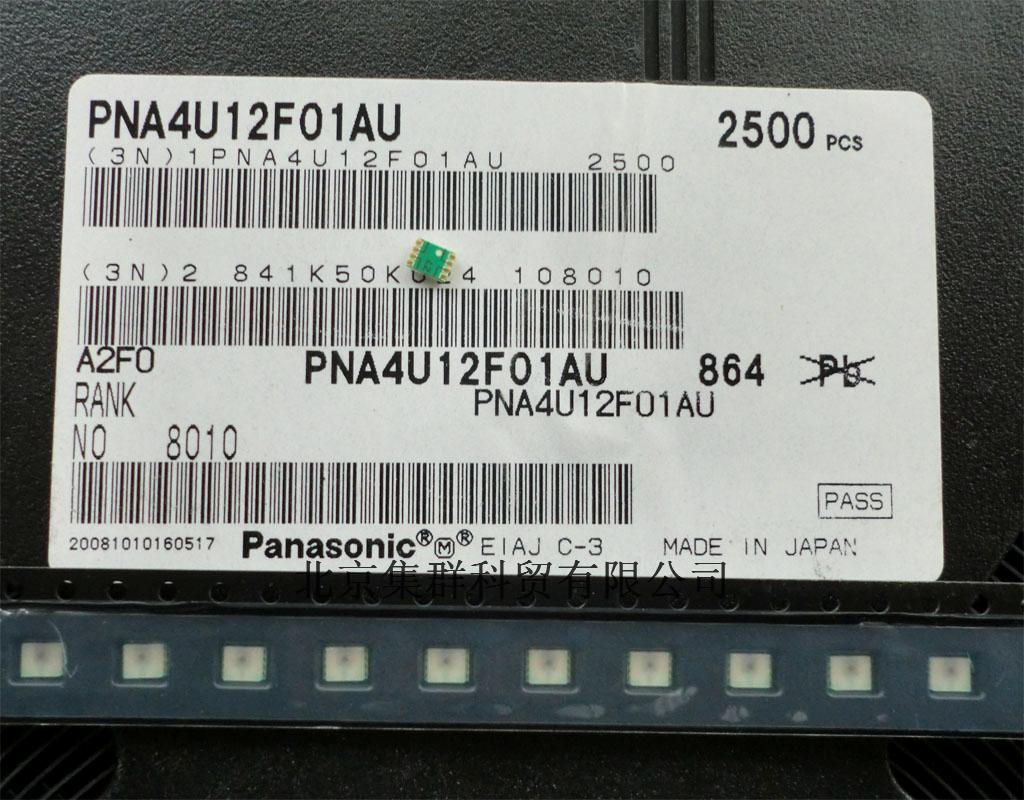 PNA4U12F01AU 2500 PCS
(3N)1PNA4U12F01AU 2500
(3N)2 108010
A2F0 PNA4U12F01AU 864 Pb
RANK PNA4U12F01AU
NO 8010
PASS
20081010160517 Panasonic®Ⓜ® EIAJ C-3 MADE IN JAPAN
北京集群科贸有限公司